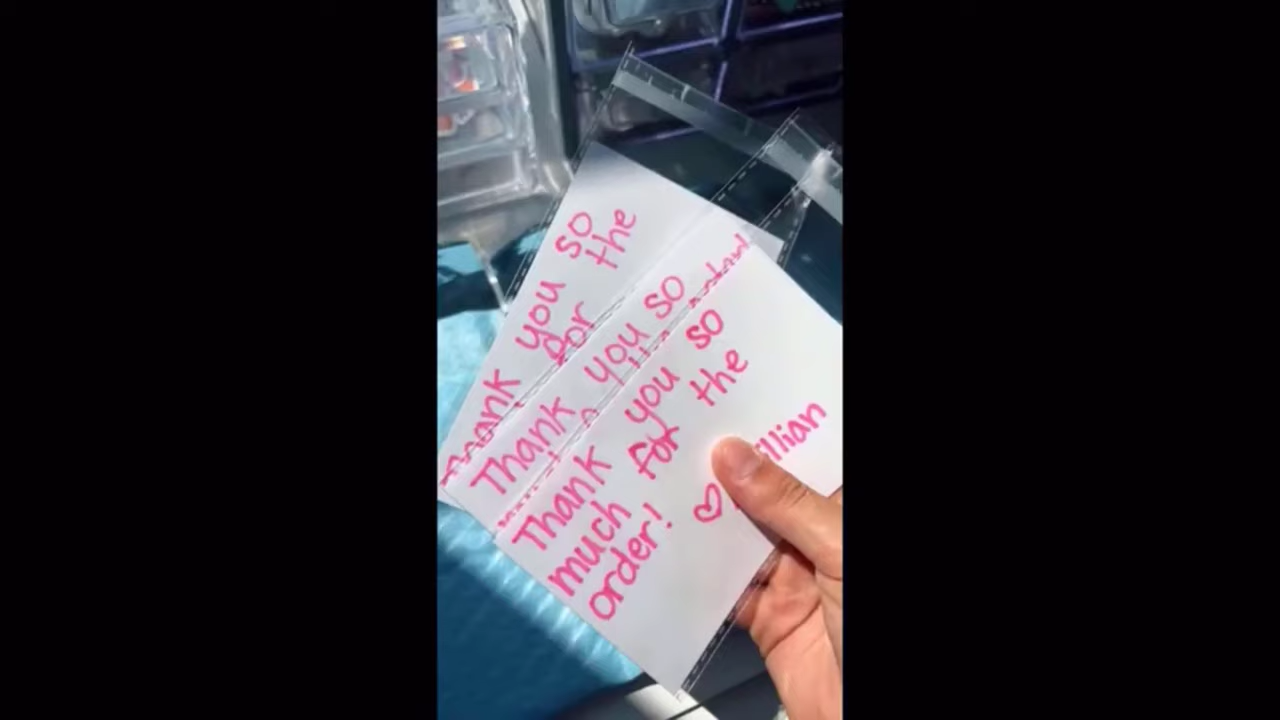 Thank you so
for the
Thank you so
Thank you so
much for the
order!
♡ illian